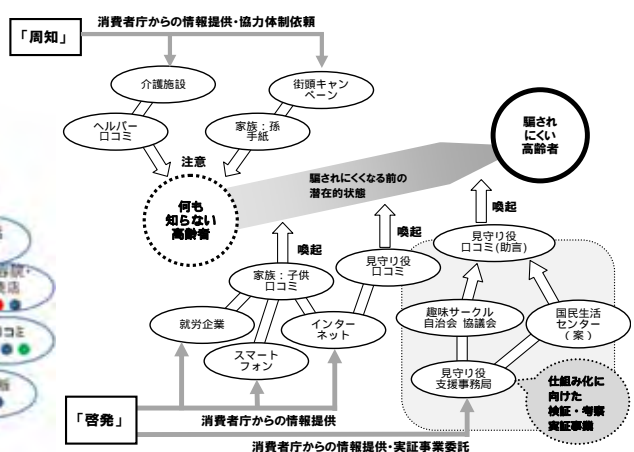 消費者庁からの情報提供・協力体制依頼
「周知」
介護施設
街頭キャン
ペーン
ヘルパー
口コミ
家族：孫
手紙
注意
何も
知らない
高齢者
騙されにくくなる前の
潜在的状態
騙され
にくい
高齢者
喚起
喚起
喚起
家族：子供
口コミ
見守り役
口コミ
見守り役
口コミ(助言)
就労企業
スマート
フォン
インター
ネット
趣味サークル
自治会 協議会
国民生活
センター
(案)
見守り役
支援事務局
仕組み化に
向けた
検証・考察
実証事業
「啓発」
消費者庁からの情報提供
消費者庁からの情報提供・実証事業委託
コミ